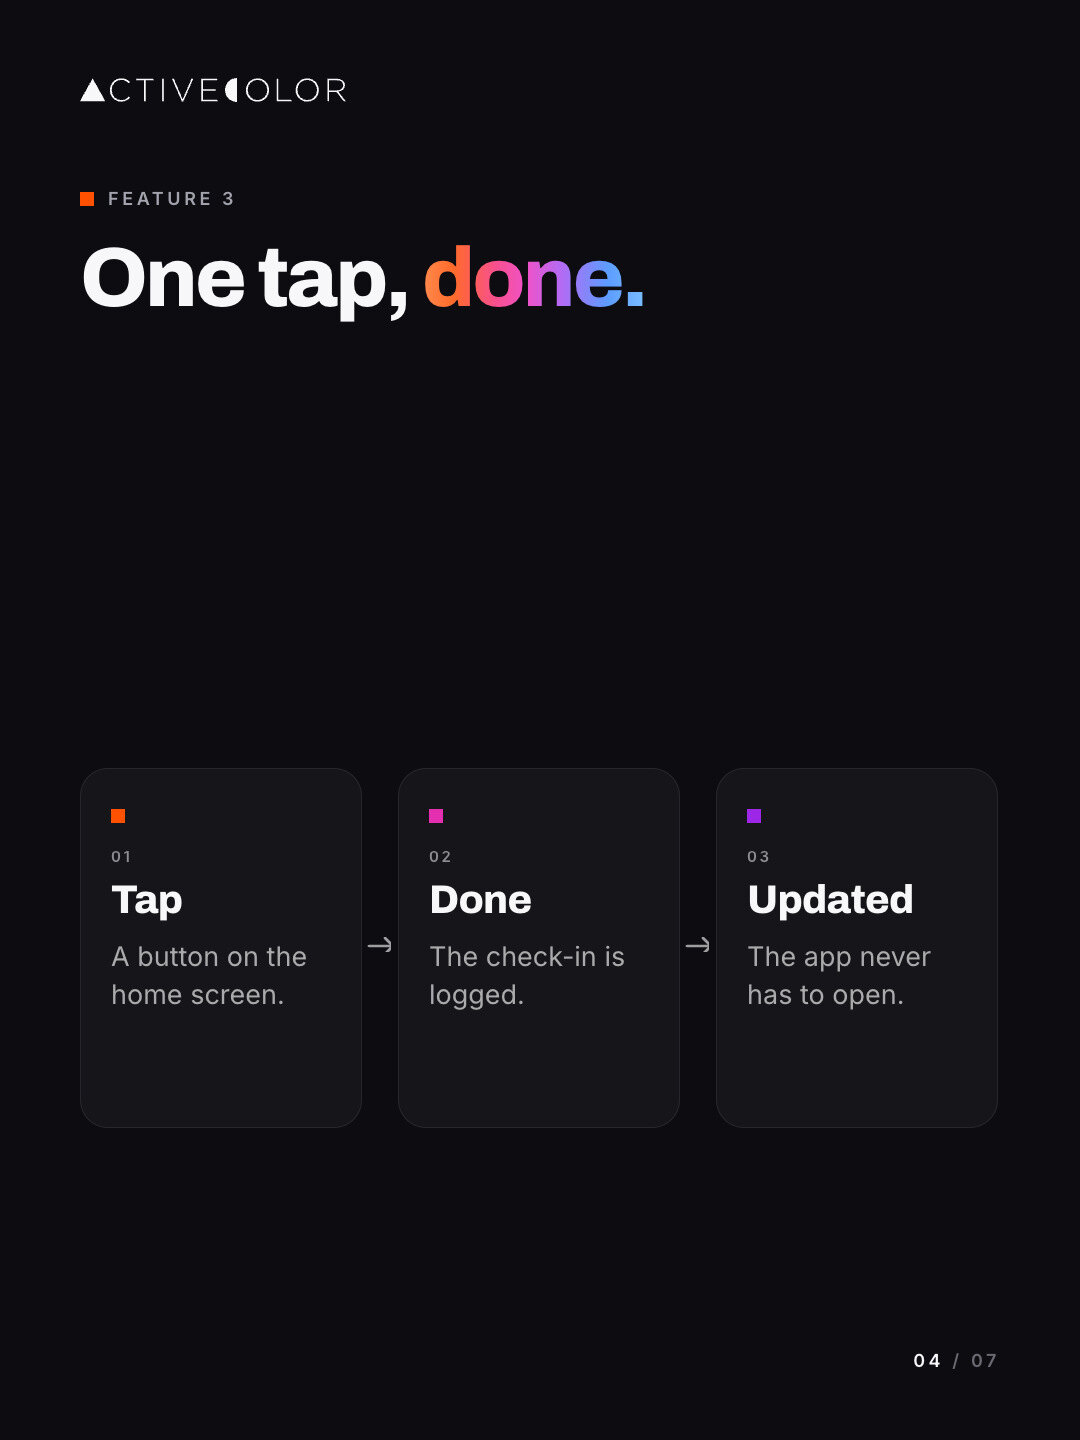 ACTIVECOLOR
FEATURE 3
One tap, done.
01
Tap
A button on the
home screen.
→
02
Done
The check-in is
logged.
→
03
Updated
The app never
has to open.
04 / 07